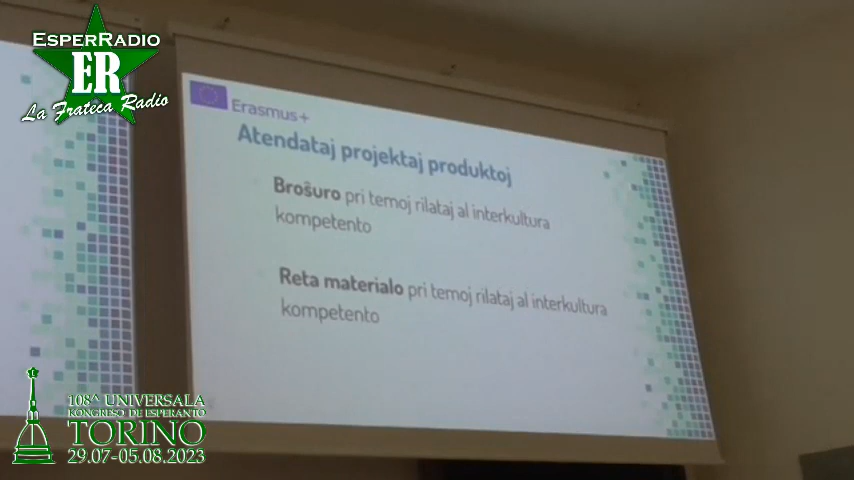 EsperRadio
ER
La Frateca Radio
Erasmus+
Atendataj projektaj produktoj
Broŝuro pri temoj rilataj al interkultura
kompetento
Reta materialo pri temoj rilataj al interkultura
kompetento
108ᴬ UNIVERSALA
KONGRESO DE ESPERANTO
TORINO
29.07-05.08.2023